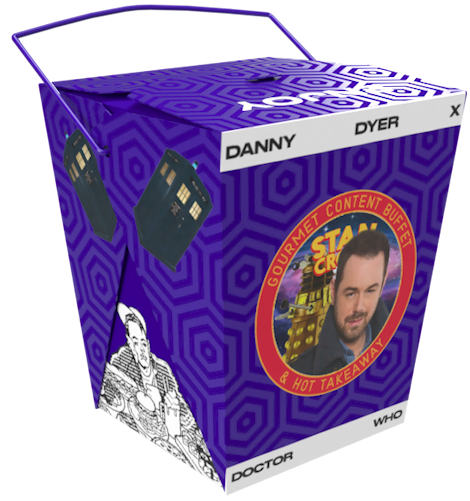 DANNY DYER X
GOURMET CONTENT BUFFET
STAN
& HOT TAKEAWAY
DOCTOR WHO